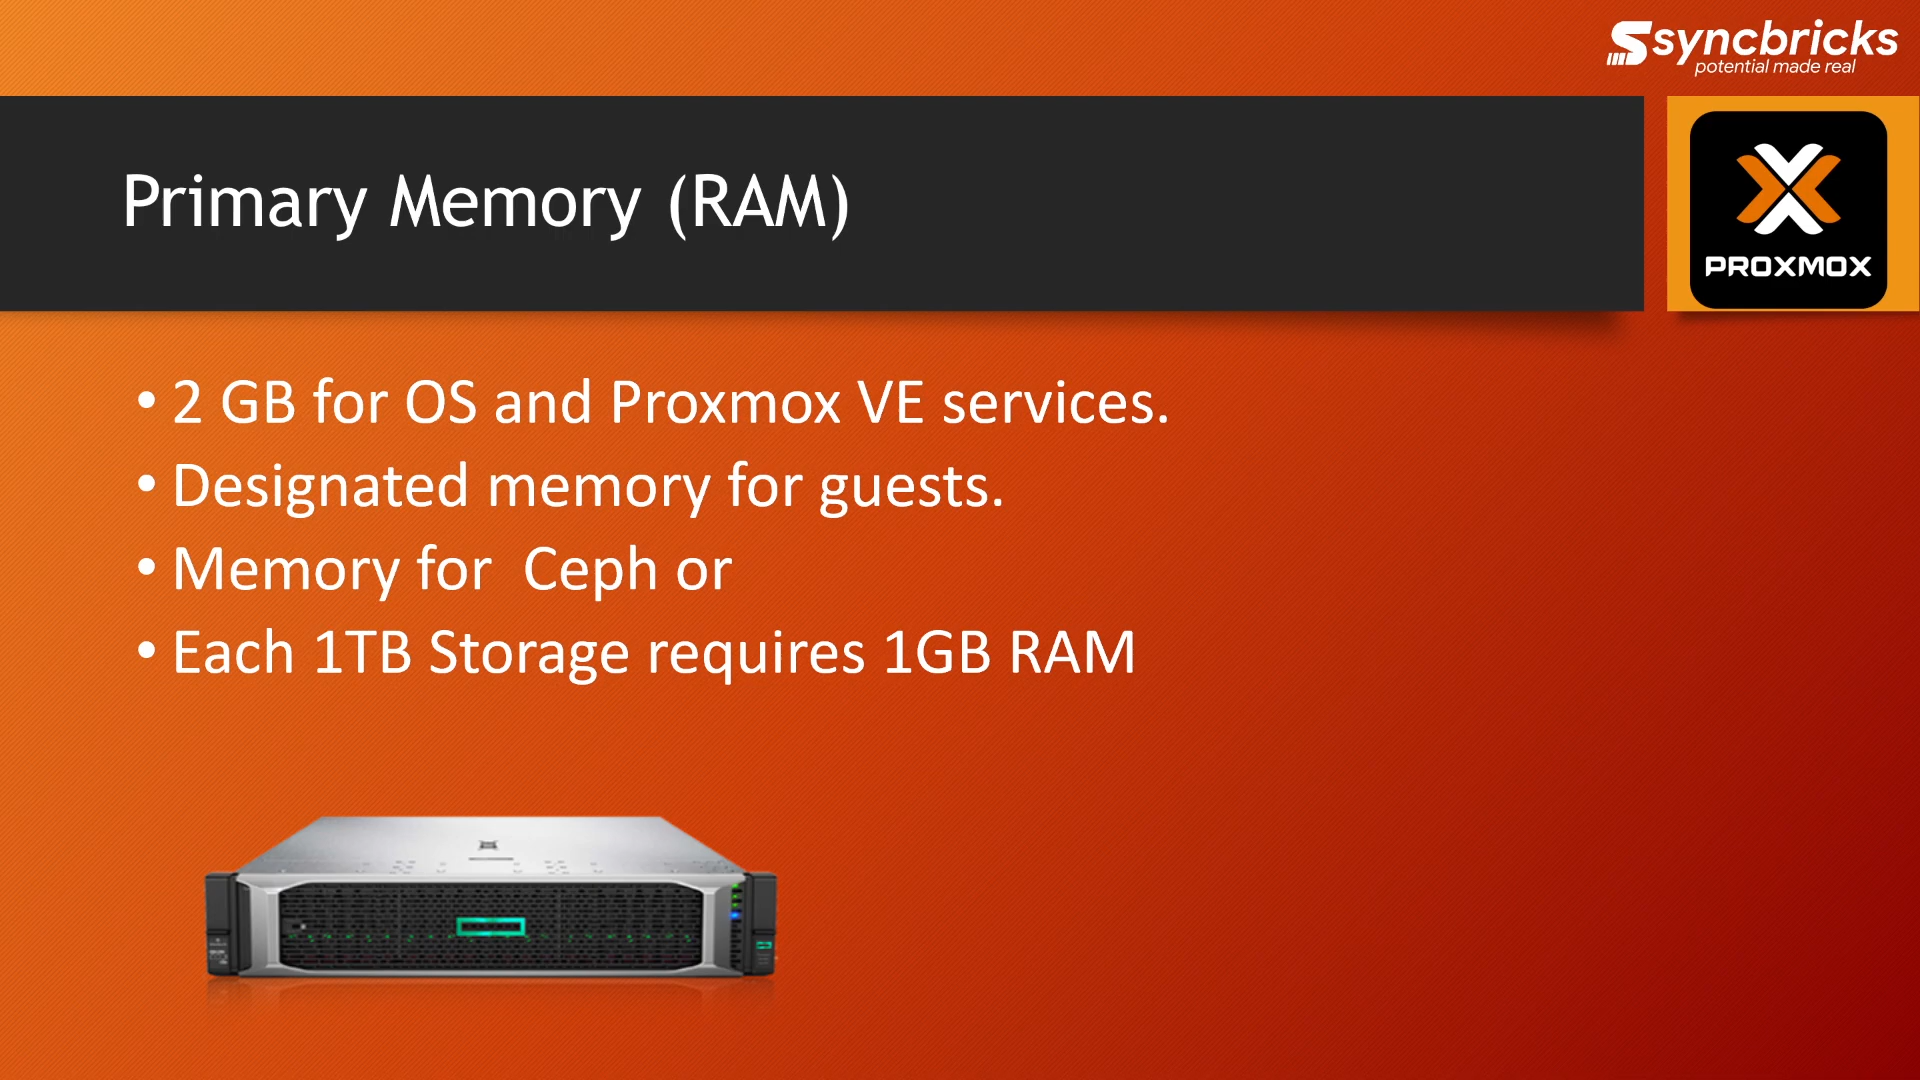 syncbricks
potential made real
Primary Memory (RAM)
PROXMOX
• 2 GB for OS and Proxmox VE services.
• Designated memory for guests.
• Memory for  Ceph or
• Each 1TB Storage requires 1GB RAM